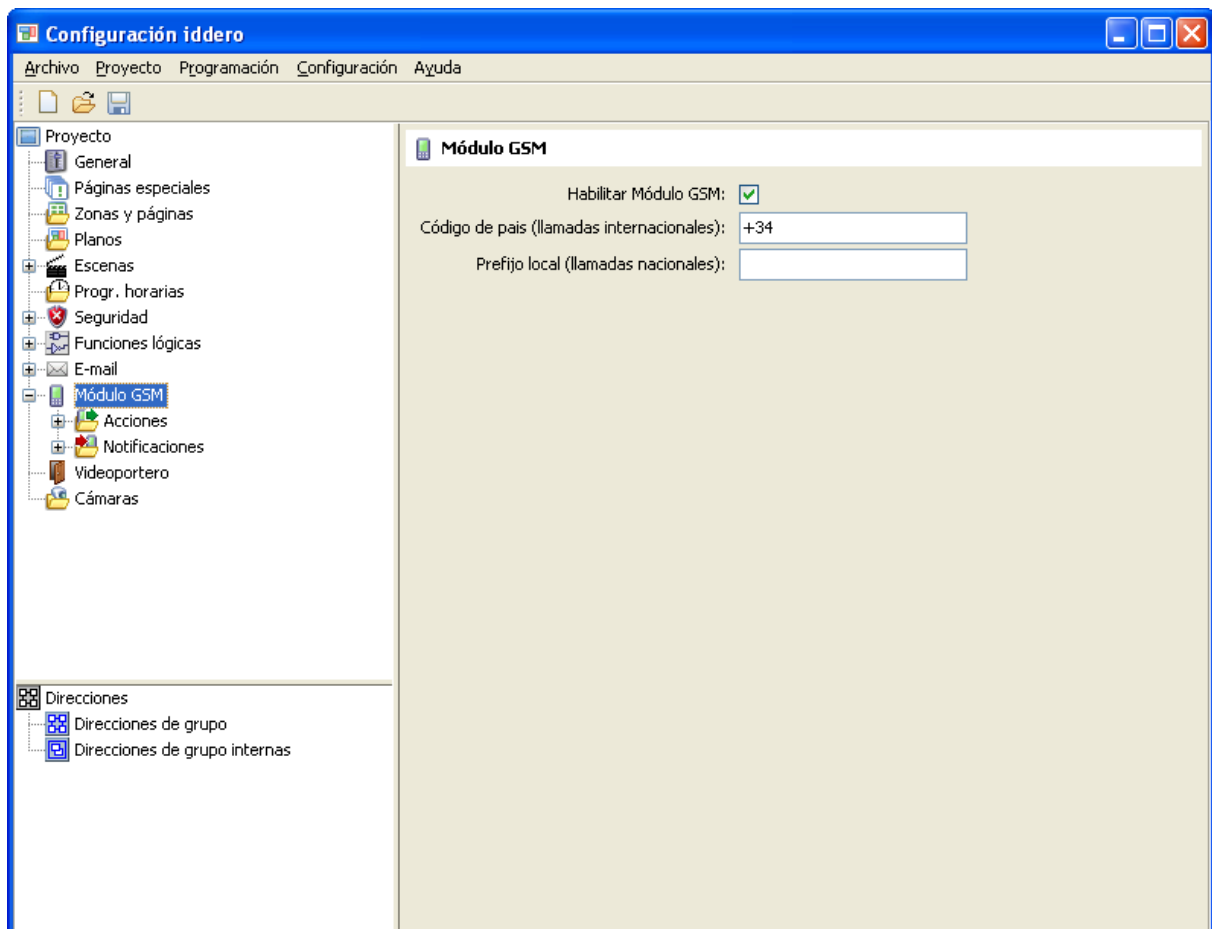 Configuración iddero
Archivo Proyecto Programación Configuración Ayuda
Proyecto
General
Páginas especiales
Zonas y páginas
Planos
Escenas
Progr. horarias
Seguridad
Funciones lógicas
E-mail
Módulo GSM
Acciones
Notificaciones
Videoportero
Cámaras
Direcciones
Direcciones de grupo
Direcciones de grupo internas
Módulo GSM
Habilitar Módulo GSM:
Código de pais (llamadas internacionales): +34
Prefijo local (llamadas nacionales):